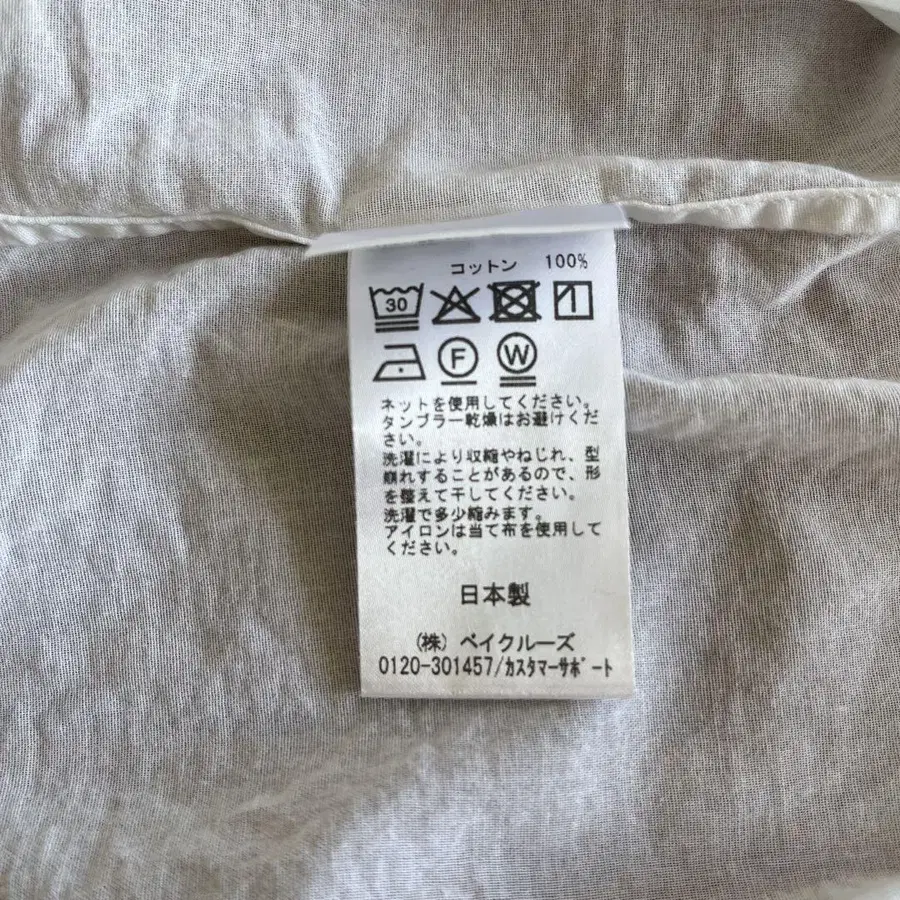 コットン 100%
30
F W
ネットを使用してください。
タンブラー乾燥はお避けくだ
さい。
洗濯により収縮やねじれ、型
崩れすることがあるので、形
を整えて干してください。
洗濯で多少縮みます。
アイロンは当て布を使用して
ください。
日本製
(株) ベイクルーズ
0120-301457/カスタマーサポート